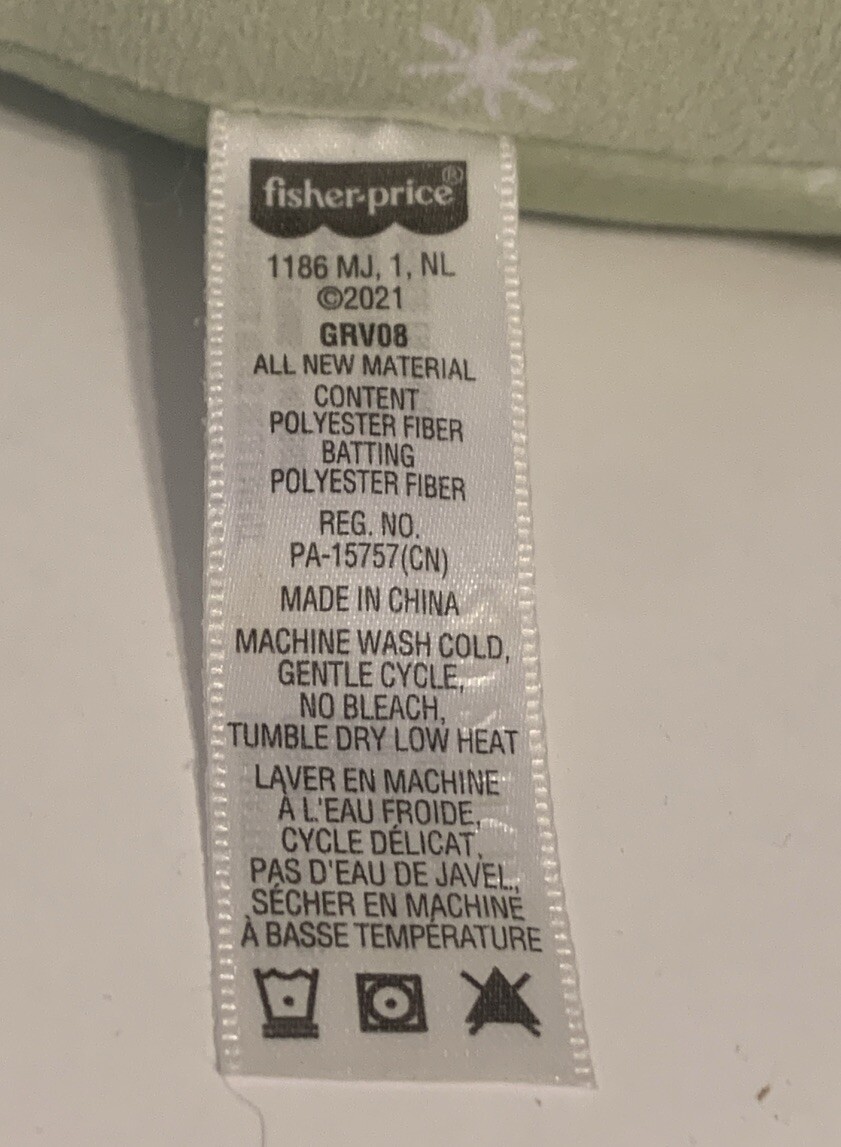 fisher-price®
1186 MJ, 1, NL
©2021
GRV08
ALL NEW MATERIAL
CONTENT
POLYESTER FIBER
BATTING
POLYESTER FIBER
REG. NO.
PA-15757(CN)
MADE IN CHINA
MACHINE WASH COLD,
GENTLE CYCLE,
NO BLEACH,
TUMBLE DRY LOW HEAT
LAVER EN MACHINE
À L'EAU FROIDE,
CYCLE DÉLICAT,
PAS D'EAU DE JAVEL,
SÉCHER EN MACHINE
À BASSE TEMPÉRATURE